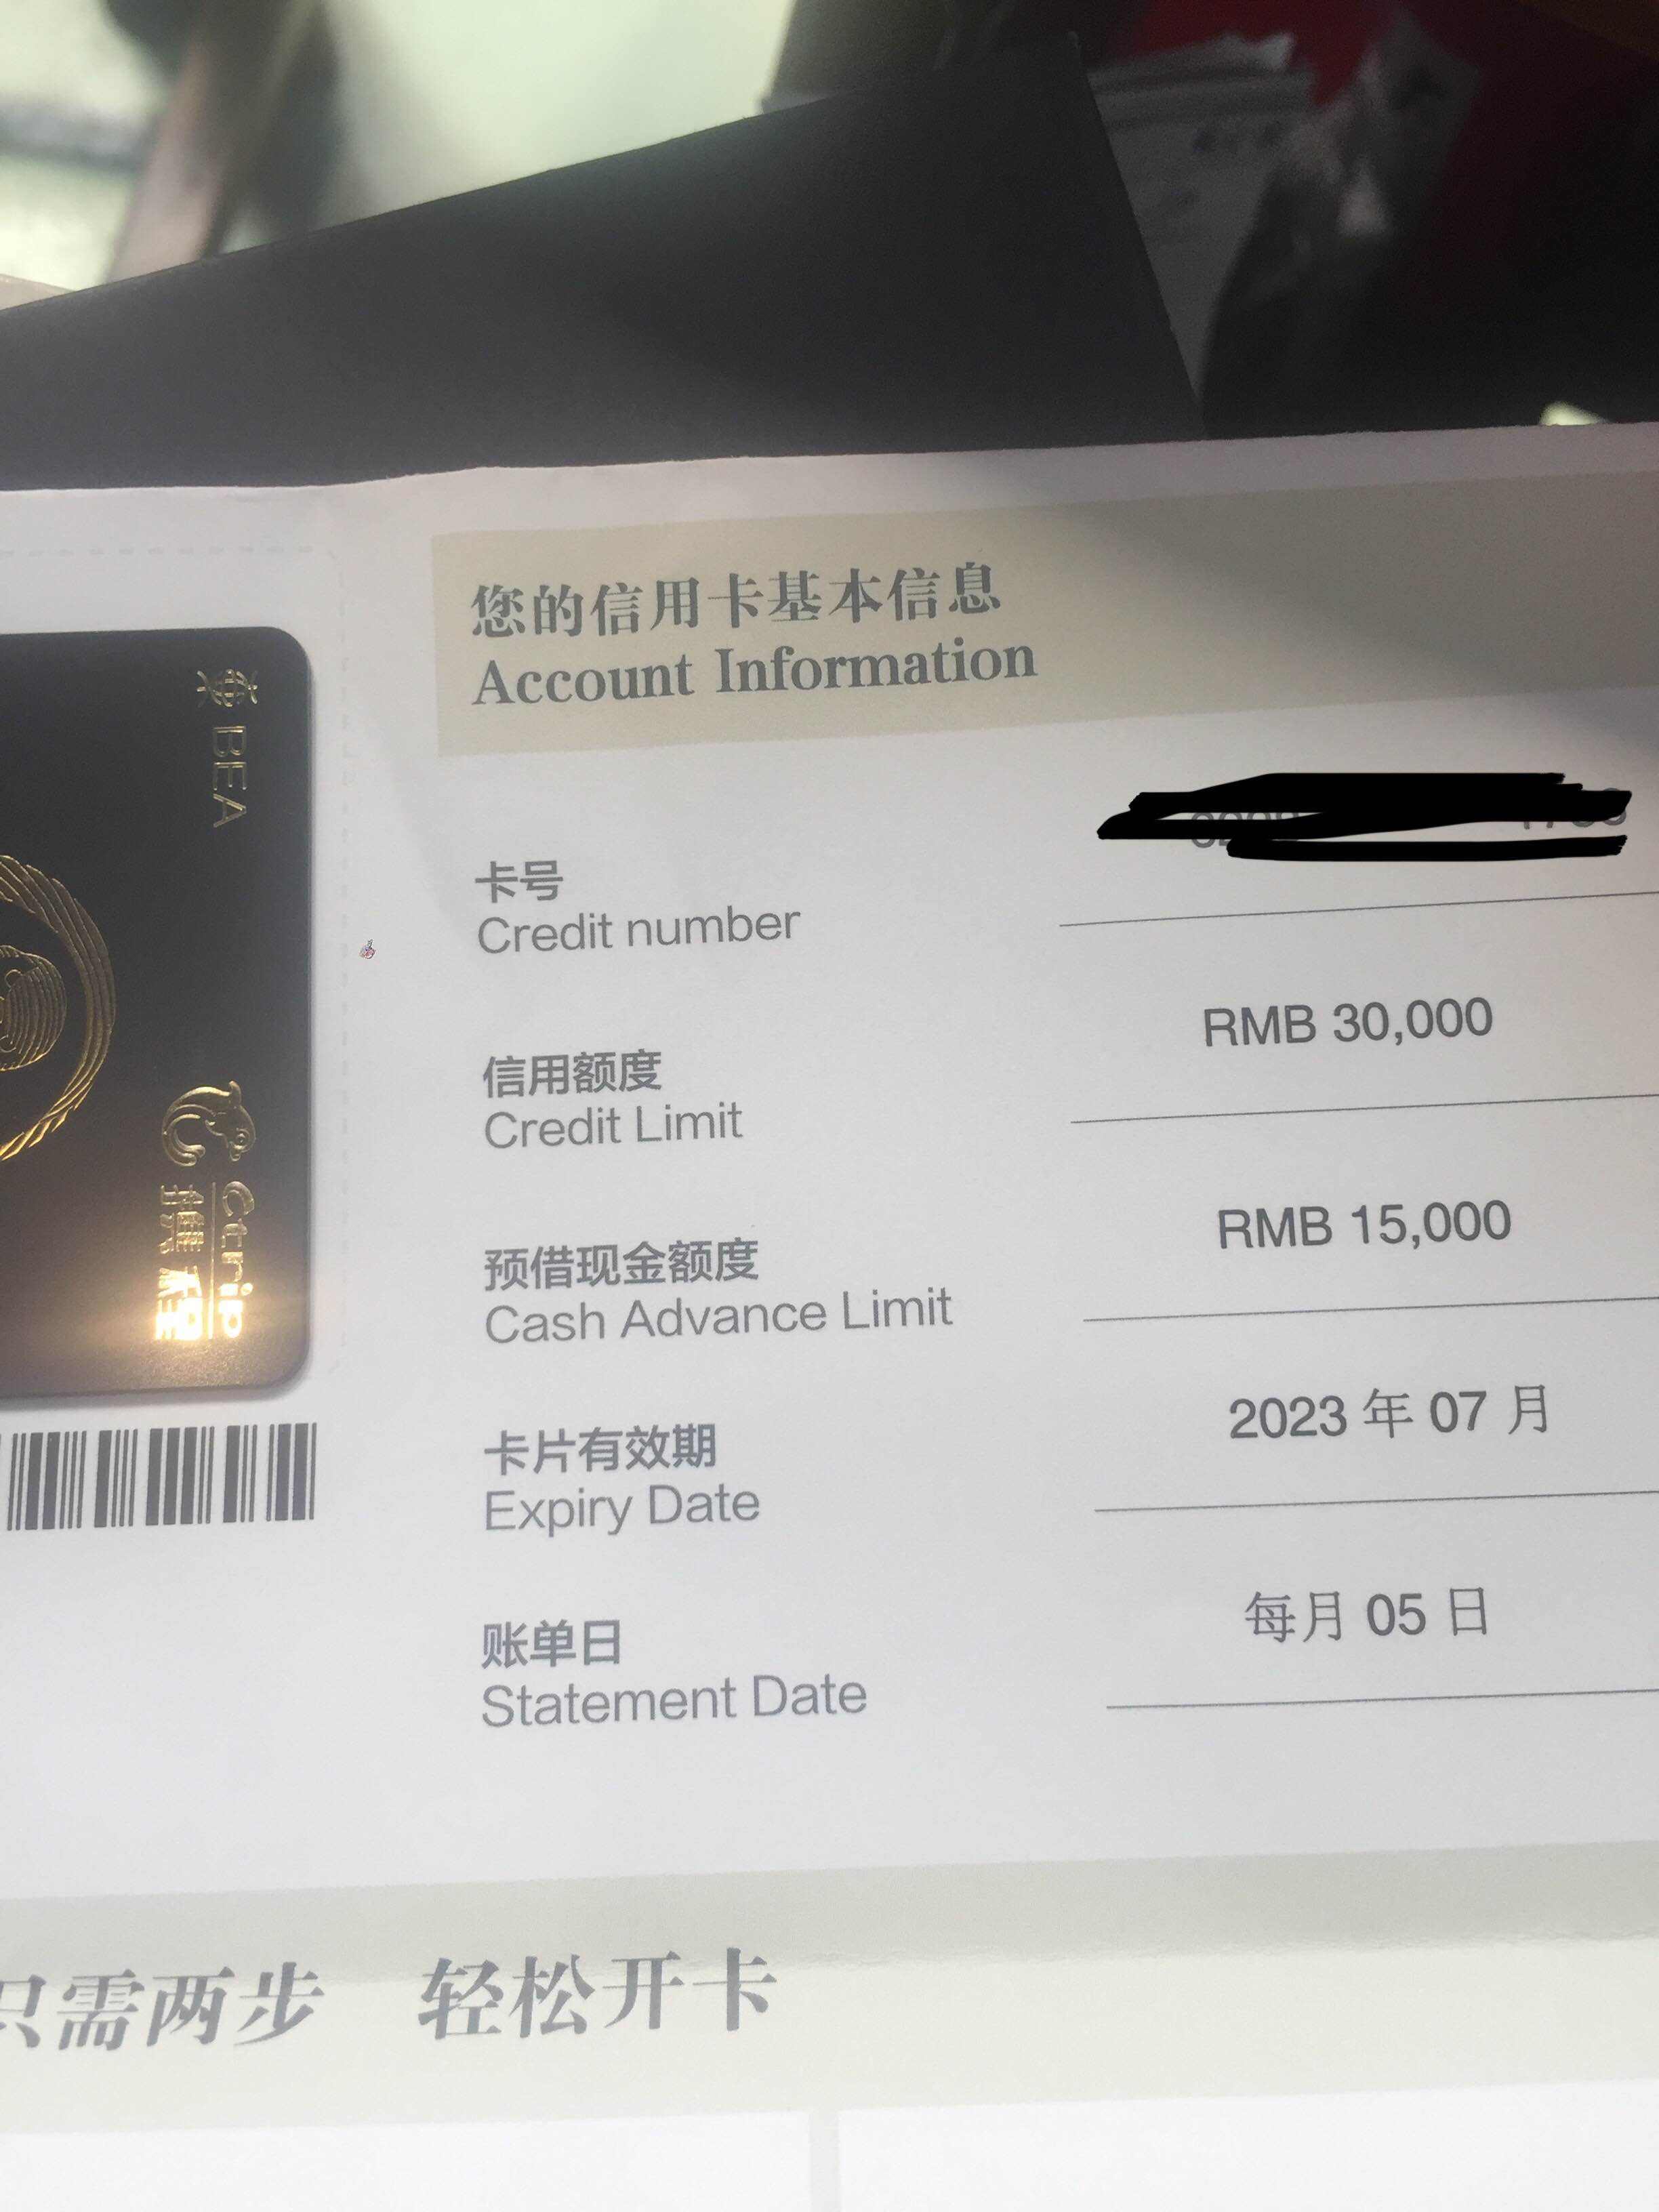 您的信用卡基本信息
Account Information
BEA
Ctrip
携程
卡号
Credit number
信用额度
Credit Limit
RMB 30,000
预借现金额度
Cash Advance Limit
RMB 15,000
卡片有效期
Expiry Date
2023 年 07 月
账单日
Statement Date
每月 05 日
只需两步 轻松开卡